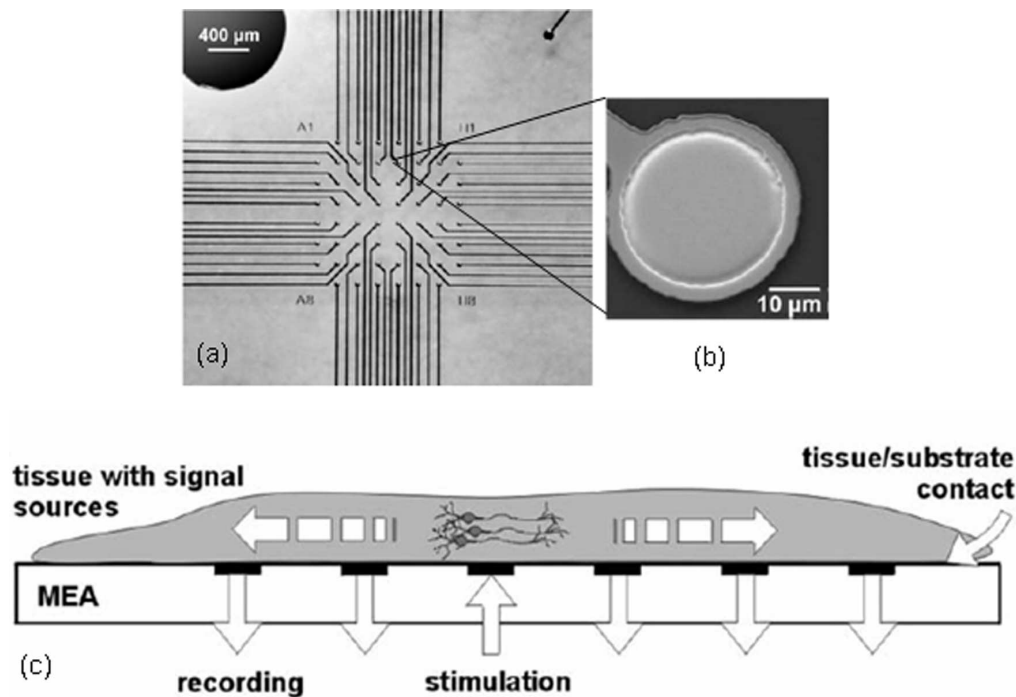 400 µm
A1
H1
A8
H8
(a)
10 µm
(b)
tissue with signal
sources
tissue/substrate
contact
MEA
(c)
recording
stimulation